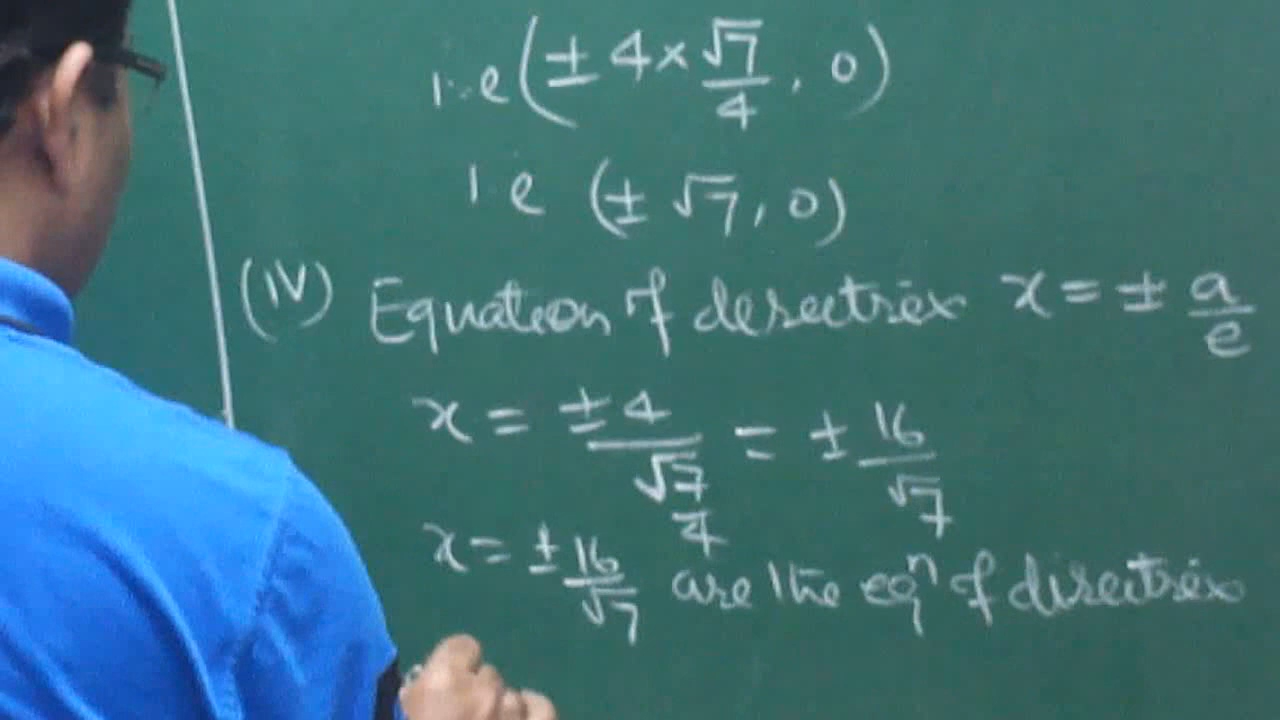 i.e (± 4 × √7/4, 0)
i.e (± √7, 0)
(IV) Equation of derectrix x = ± a/e
x = ±4/(√7/4) = ± 16/√7
x = ± 16/√7 are the eqⁿ of directrix